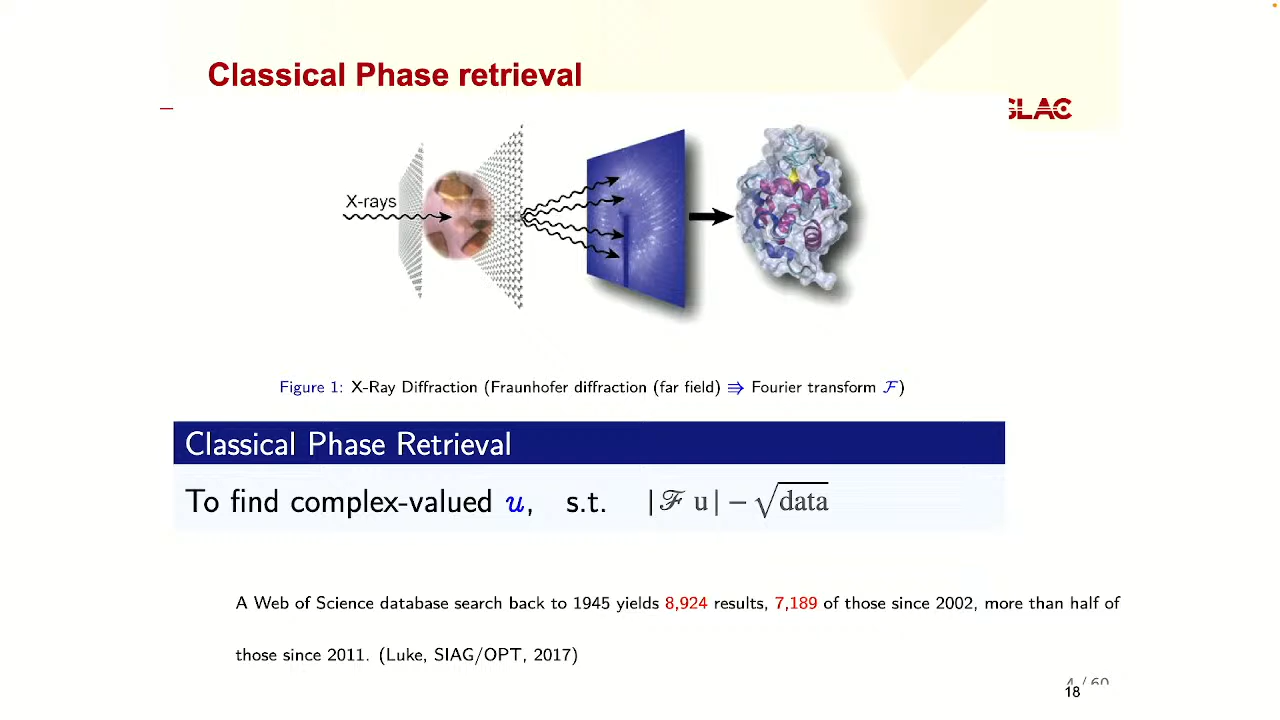 Classical Phase retrieval
SLAC
X-rays
Figure 1: X-Ray Diffraction (Fraunhofer diffraction (far field) ⇛ Fourier transform ℱ)
Classical Phase Retrieval
To find complex-valued u, s.t. |ℱ u| − √data
A Web of Science database search back to 1945 yields 8,924 results, 7,189 of those since 2002, more than half of
those since 2011. (Luke, SIAG/OPT, 2017)
4 / 60
18